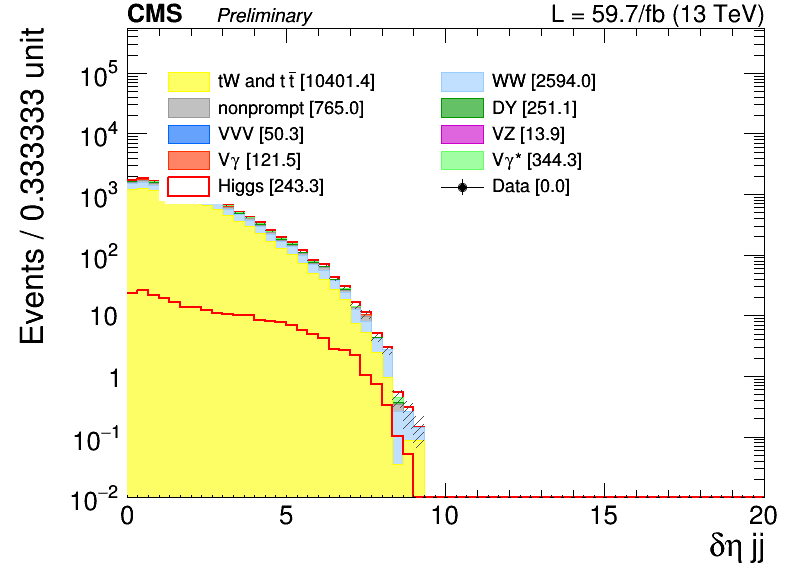 CMS Preliminary L = 59.7/fb (13 TeV)
Events / 0.333333 unit
10⁵
10⁴
10³
10²
10
1
10⁻¹
10⁻²
tW and t t̅ [10401.4] WW [2594.0]
nonprompt [765.0] DY [251.1]
VVV [50.3] VZ [13.9]
Vγ [121.5] Vγ* [344.3]
Higgs [243.3] Data [0.0]
0 5 10 15 20
δη jj